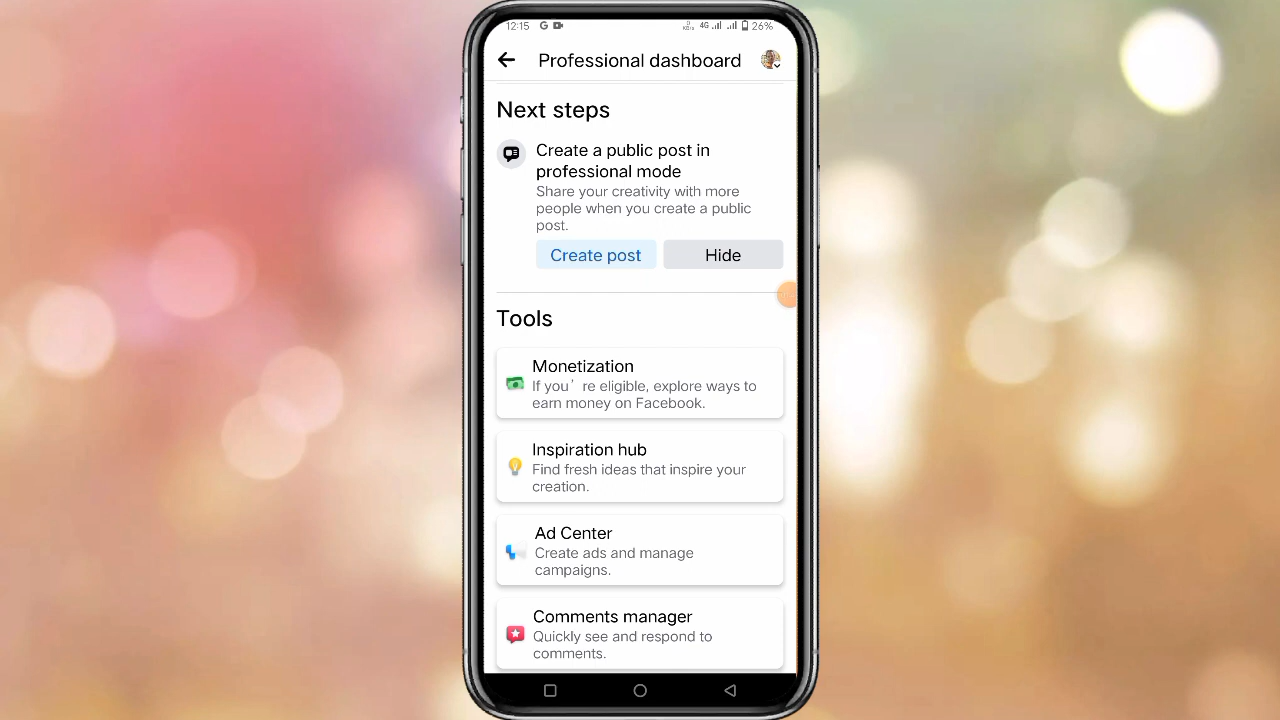 12:15 G 4G 26%
Professional dashboard
Next steps
Create a public post in
professional mode
Share your creativity with more
people when you create a public
post.
Create post Hide
Tools
Monetization
If you' re eligible, explore ways to
earn money on Facebook.
Inspiration hub
Find fresh ideas that inspire your
creation.
Ad Center
Create ads and manage
campaigns.
Comments manager
Quickly see and respond to
comments.